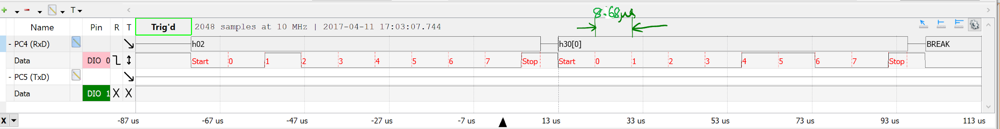 T
8.68µs
Name Pin R T Trig'd 2048 samples at 10 MHz | 2017-04-11 17:03:07.744
- PC4 (RxD) h02 h30[0] BREAK
Data DIO 0 Start 0 1 2 3 4 5 6 7 Stop Start 0 1 2 3 4 5 6 7 Stop
- PC5 (TxD)
Data DIO 1 X X
X -87 us -67 us -47 us -27 us -7 us 13 us 33 us 53 us 73 us 93 us 113 us